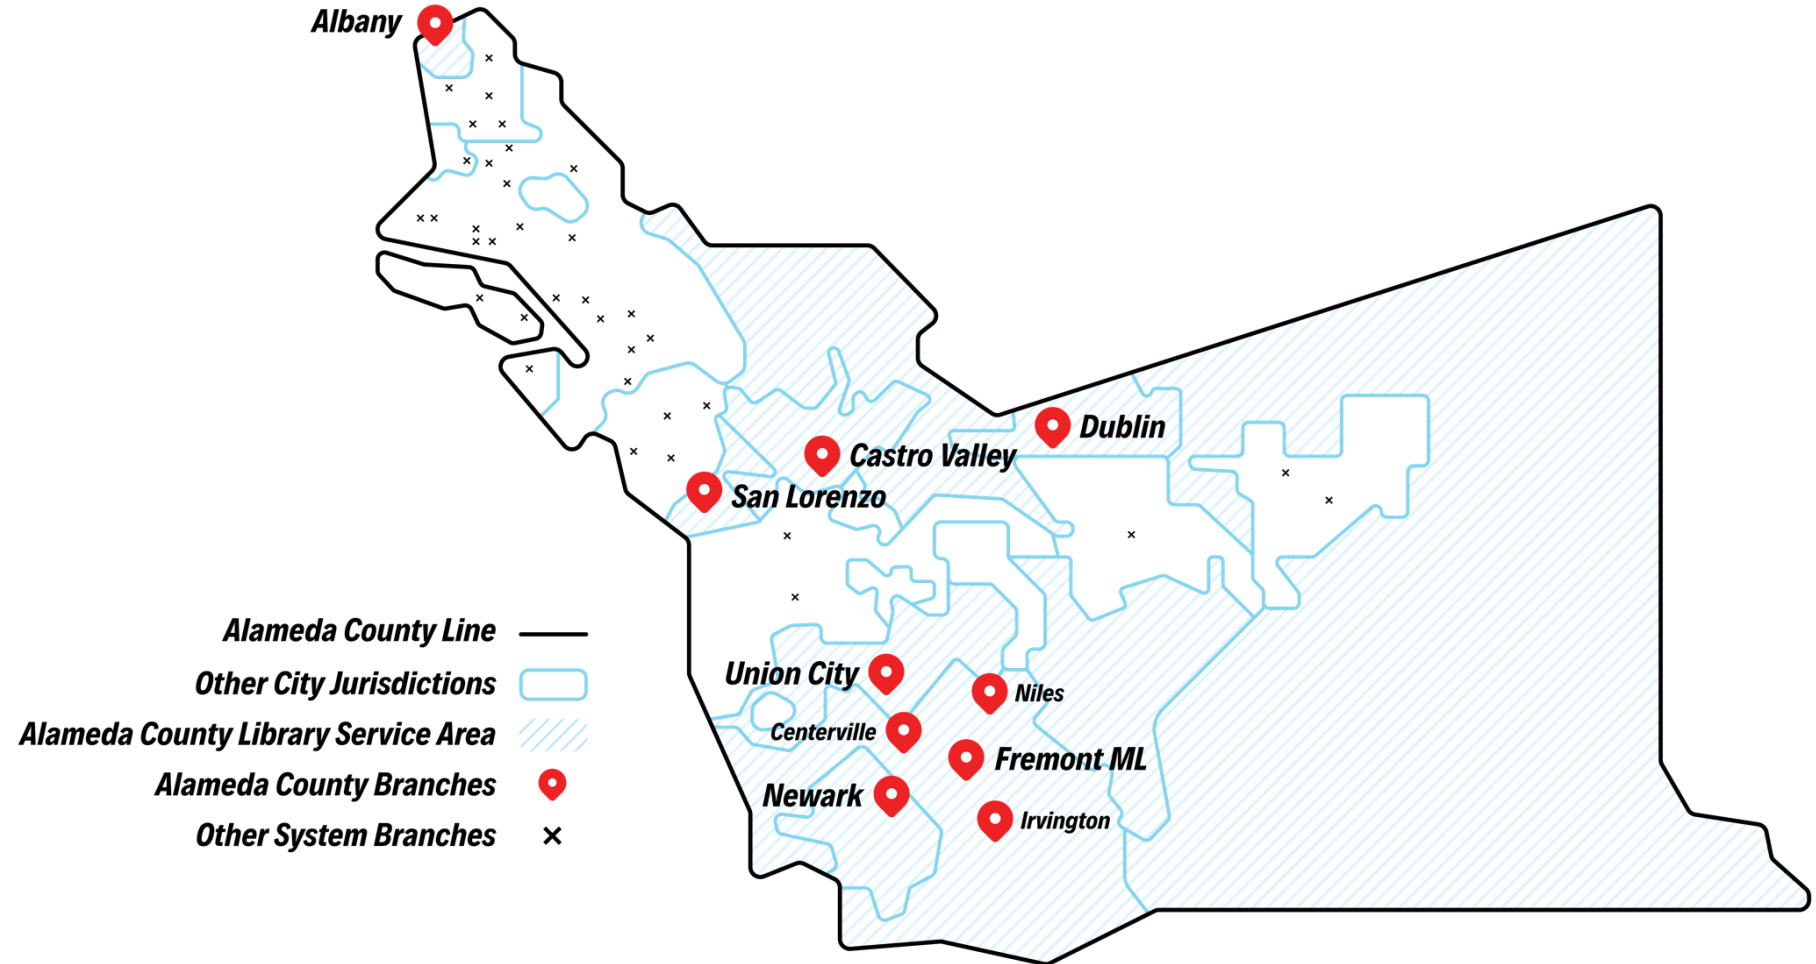 Albany
Dublin
Castro Valley
San Lorenzo
Alameda County Line
Other City Jurisdictions
Alameda County Library Service Area
Alameda County Branches
Other System Branches
Union City
Niles
Centerville
Fremont ML
Newark
Irvington